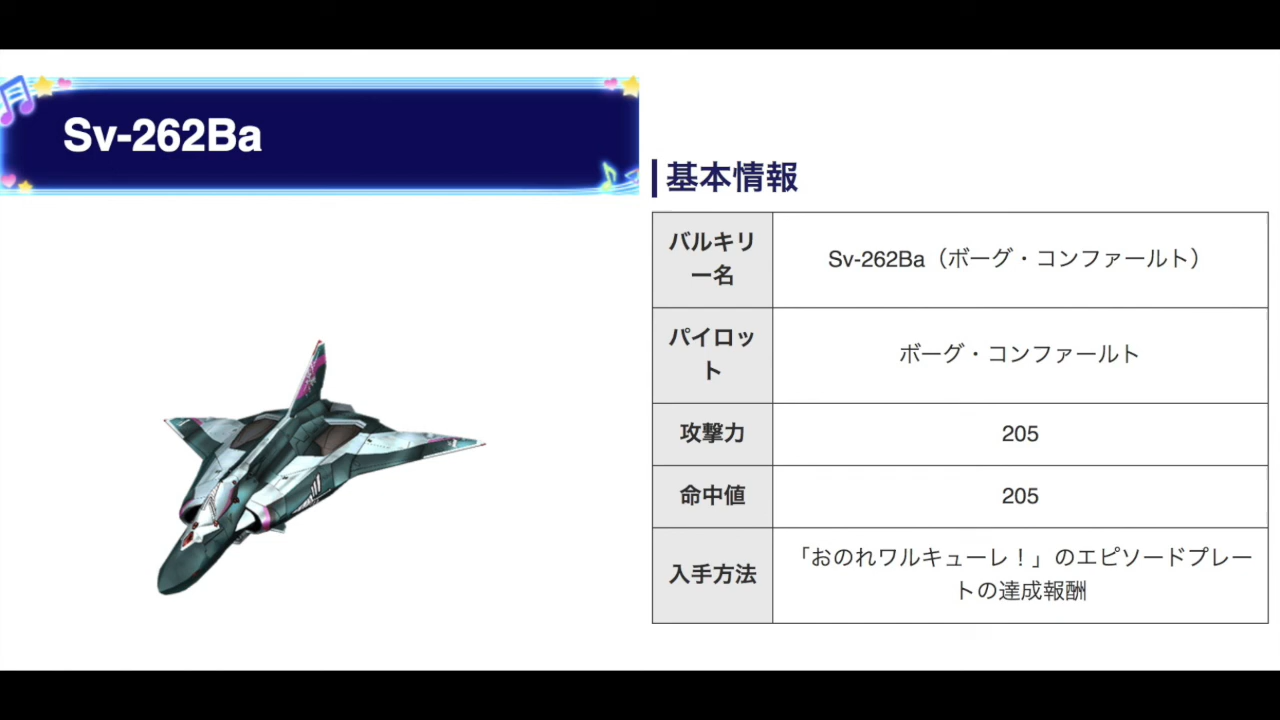 Sv-262Ba
基本情報
バルキリ
ー名
Sv-262Ba（ボーグ・コンファールト）
パイロッ
ト
ボーグ・コンファールト
攻撃力
205
命中値
205
入手方法
「おのれワルキューレ！」のエピソードプレー
トの達成報酬